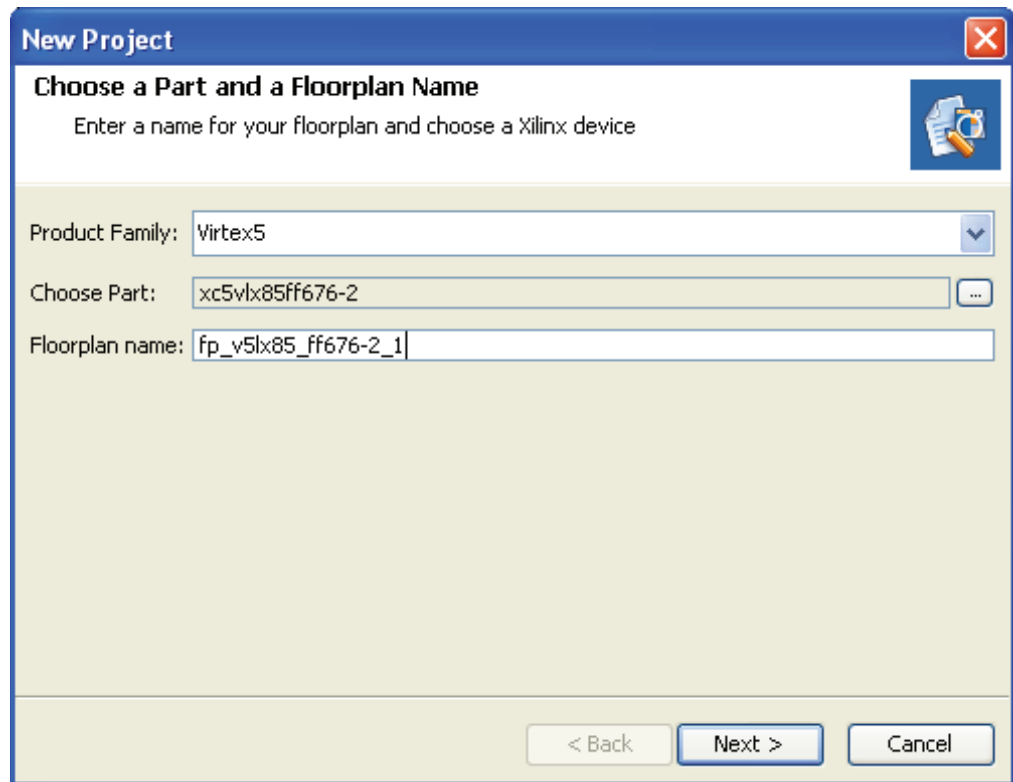 New Project
Choose a Part and a Floorplan Name
Enter a name for your floorplan and choose a Xilinx device
Product Family: Virtex5
Choose Part: xc5vlx85ff676-2 ...
Floorplan name: fp_v5lx85_ff676-2_1
< Back Next > Cancel